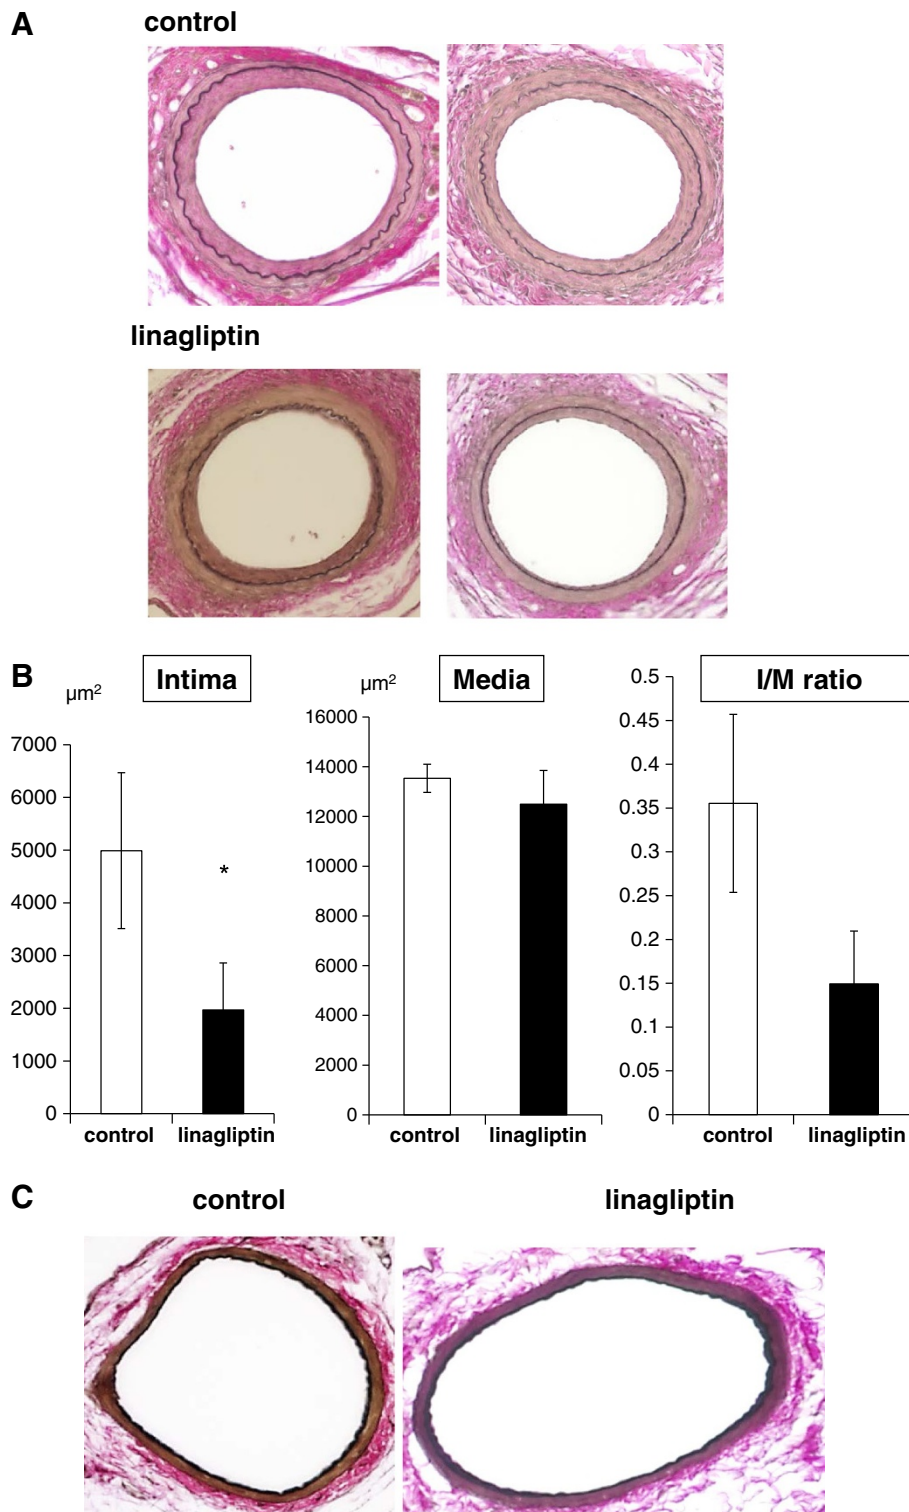 A
control
linagliptin
B
µm²
Intima
7000
6000
5000
4000
3000
2000
1000
0
*
control
linagliptin
µm²
Media
16000
14000
12000
10000
8000
6000
4000
2000
0
control
linagliptin
I/M ratio
0.5
0.45
0.4
0.35
0.3
0.25
0.2
0.15
0.1
0.05
0
control
linagliptin
C
control
linagliptin